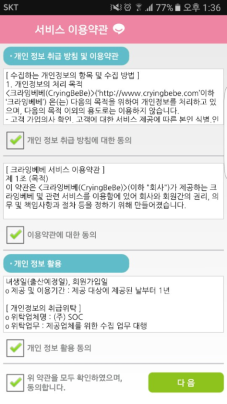 SKT 77% 오후 1:36
서비스 이용약관
- 개인 정보 취급 방침 및 이용약관
[ 수집하는 개인정보의 항목 및 수집 방법 ]
1. 개인정보의 처리 목적
<크라잉베베(CryingBeBe)>('http://www.cryingbebe.com'이하
'크라잉베베') 은(는) 다음의 목적을 위하여 개인정보를 처리하고 있
으며, 다음의 목적 이외의 용도로는 이용하지 않습니다.
- 고객 가입의사 확인, 고객에 대한 서비스 제공에 따른 본인 식별,인
개인 정보 취급 방침에 대한 동의
[ 크라잉베베 서비스 이용약관 ]
제 1조 (목적)
이 약관은 <크라잉베베(CryingBeBe)>(이하 "회사")가 제공하는 크
라잉베베 및 관련 서비스를 이용함에 있어 회사와 회원간의 권리, 의
무 및 책임사항과 절차 등을 정하기 위해 만들어졌습니다.
이용약관에 대한 동의
- 개인 정보 활용
녀생일(출산예정일), 회원가입일
o 제공 및 이용기간 : 제공 대상에 제공된 날부터 1년
[ 개인정보의 취급위탁 ]
o 위탁업체명 : (주) SOC
o 위탁업무 : 제공업체를 위한 수집 업무 대행
개인 정보 활용 동의
위 약관을 모두 확인하였으며,
동의합니다.
다 음